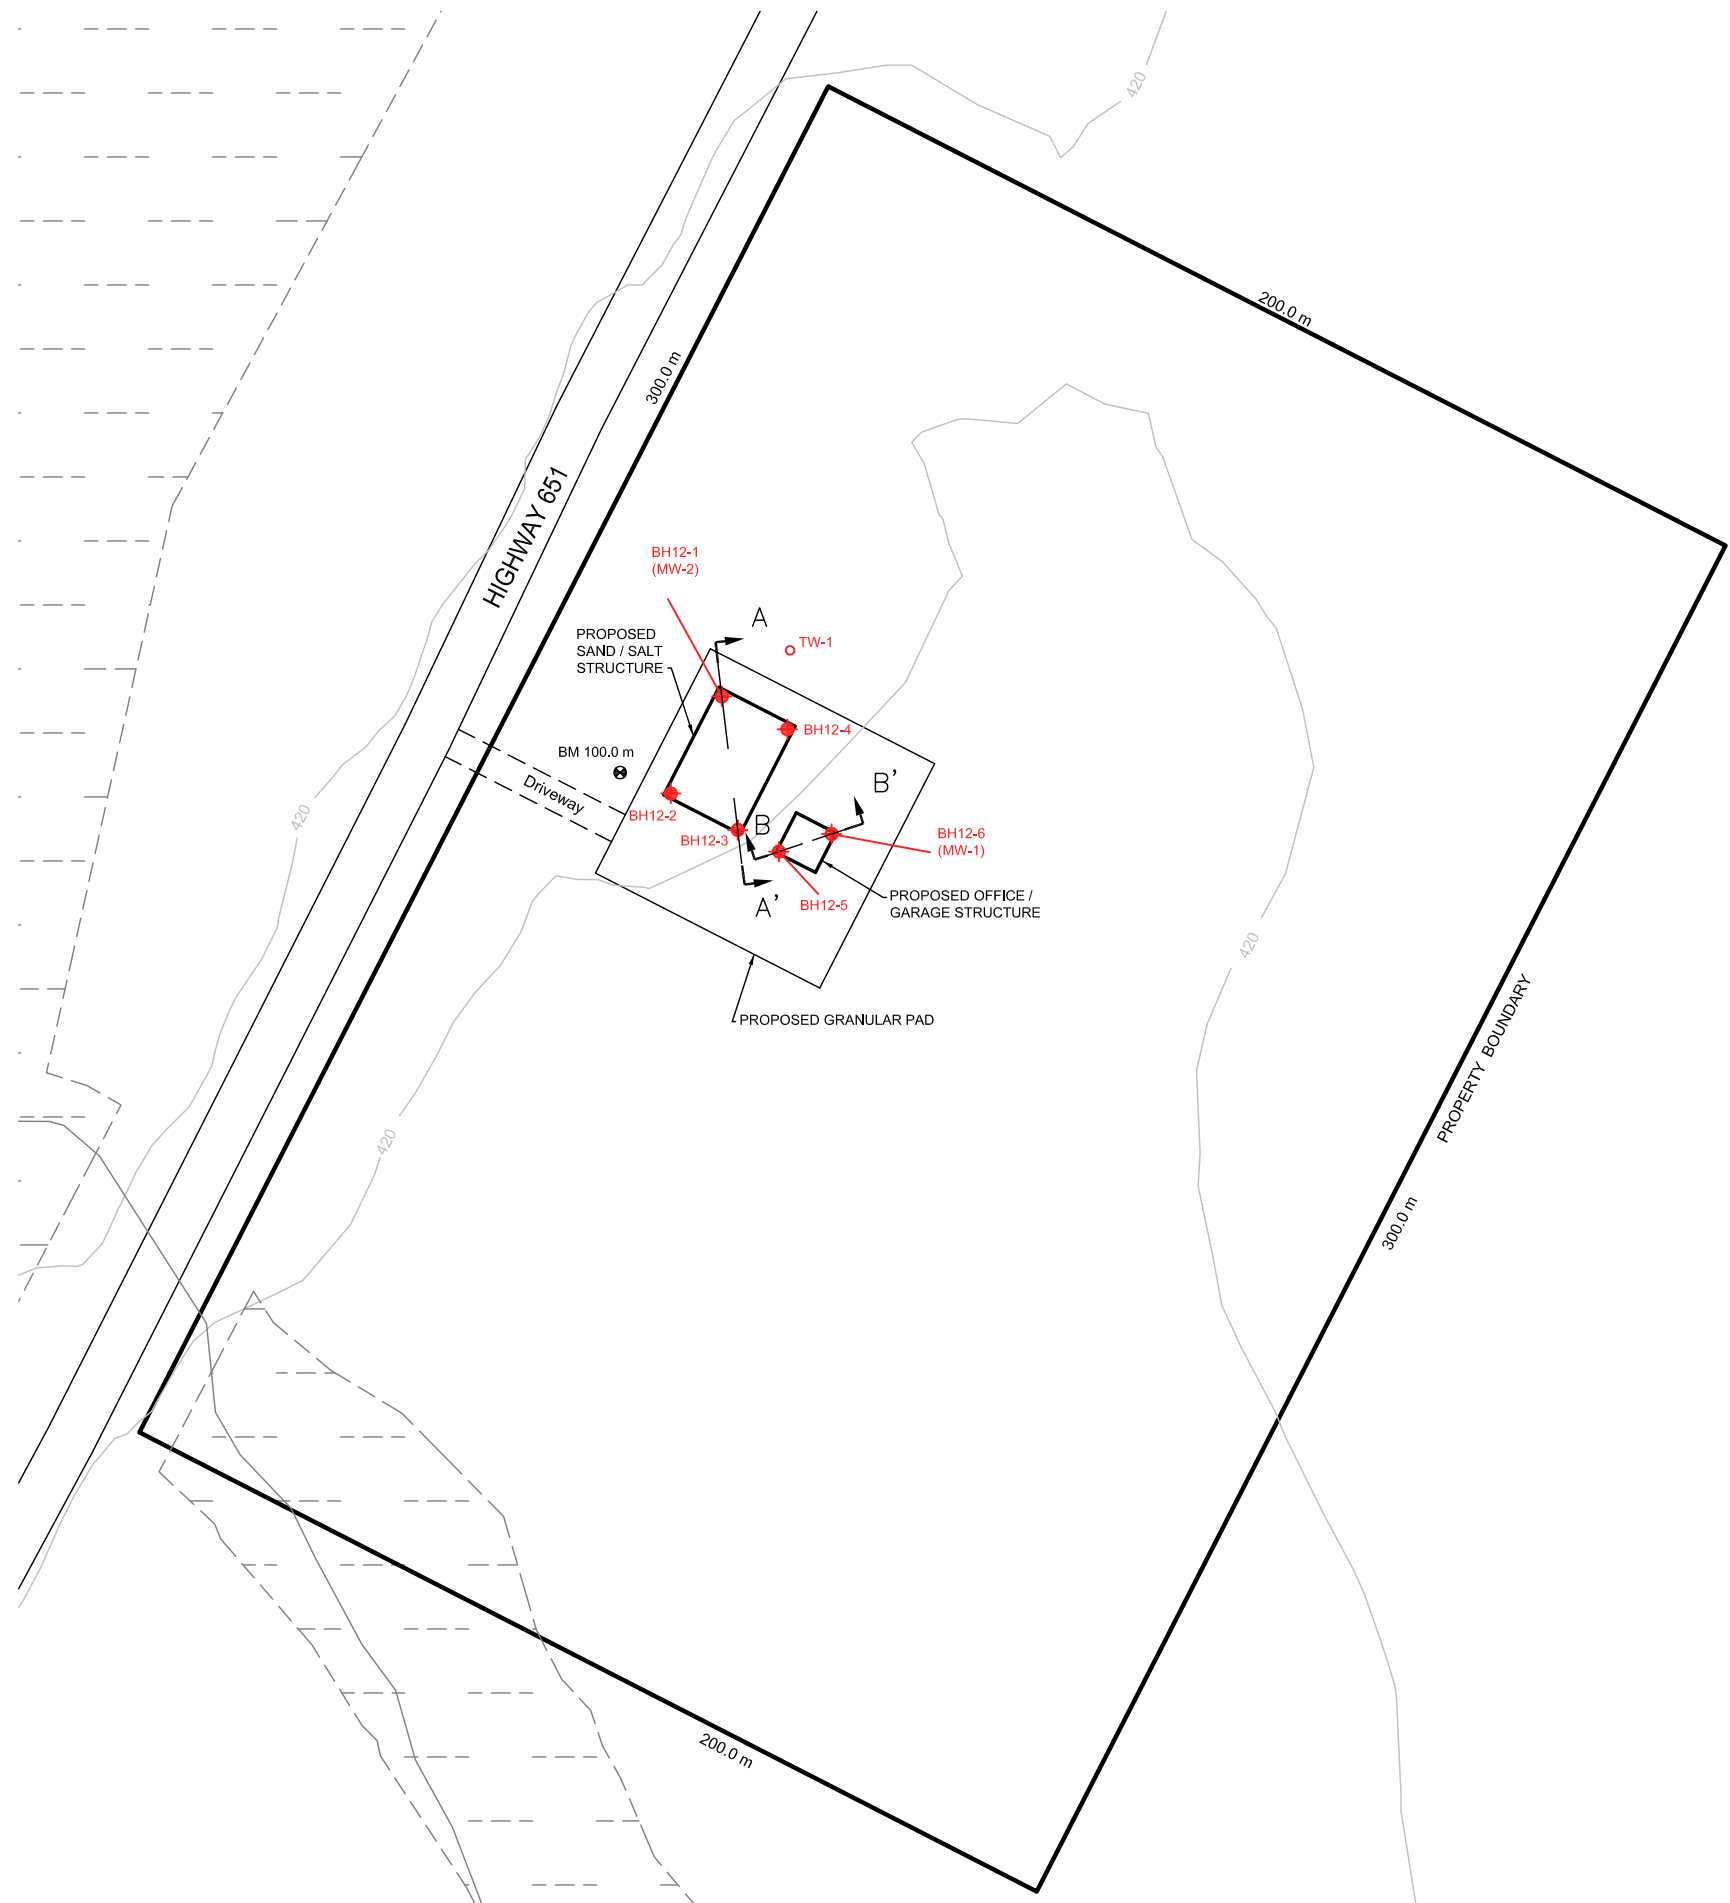 420
200.0 m
300.0 m
HIGHWAY 651
BH12-1
(MW-2)
A
TW-1
PROPOSED
SAND / SALT
STRUCTURE
BH12-4
BM 100.0 m
Driveway
B'
BH12-2
B
BH12-3
BH12-6
(MW-1)
420
A'
BH12-5
PROPOSED OFFICE /
GARAGE STRUCTURE
420
PROPOSED GRANULAR PAD
PROPERTY BOUNDARY
420
300.0 m
200.0 m